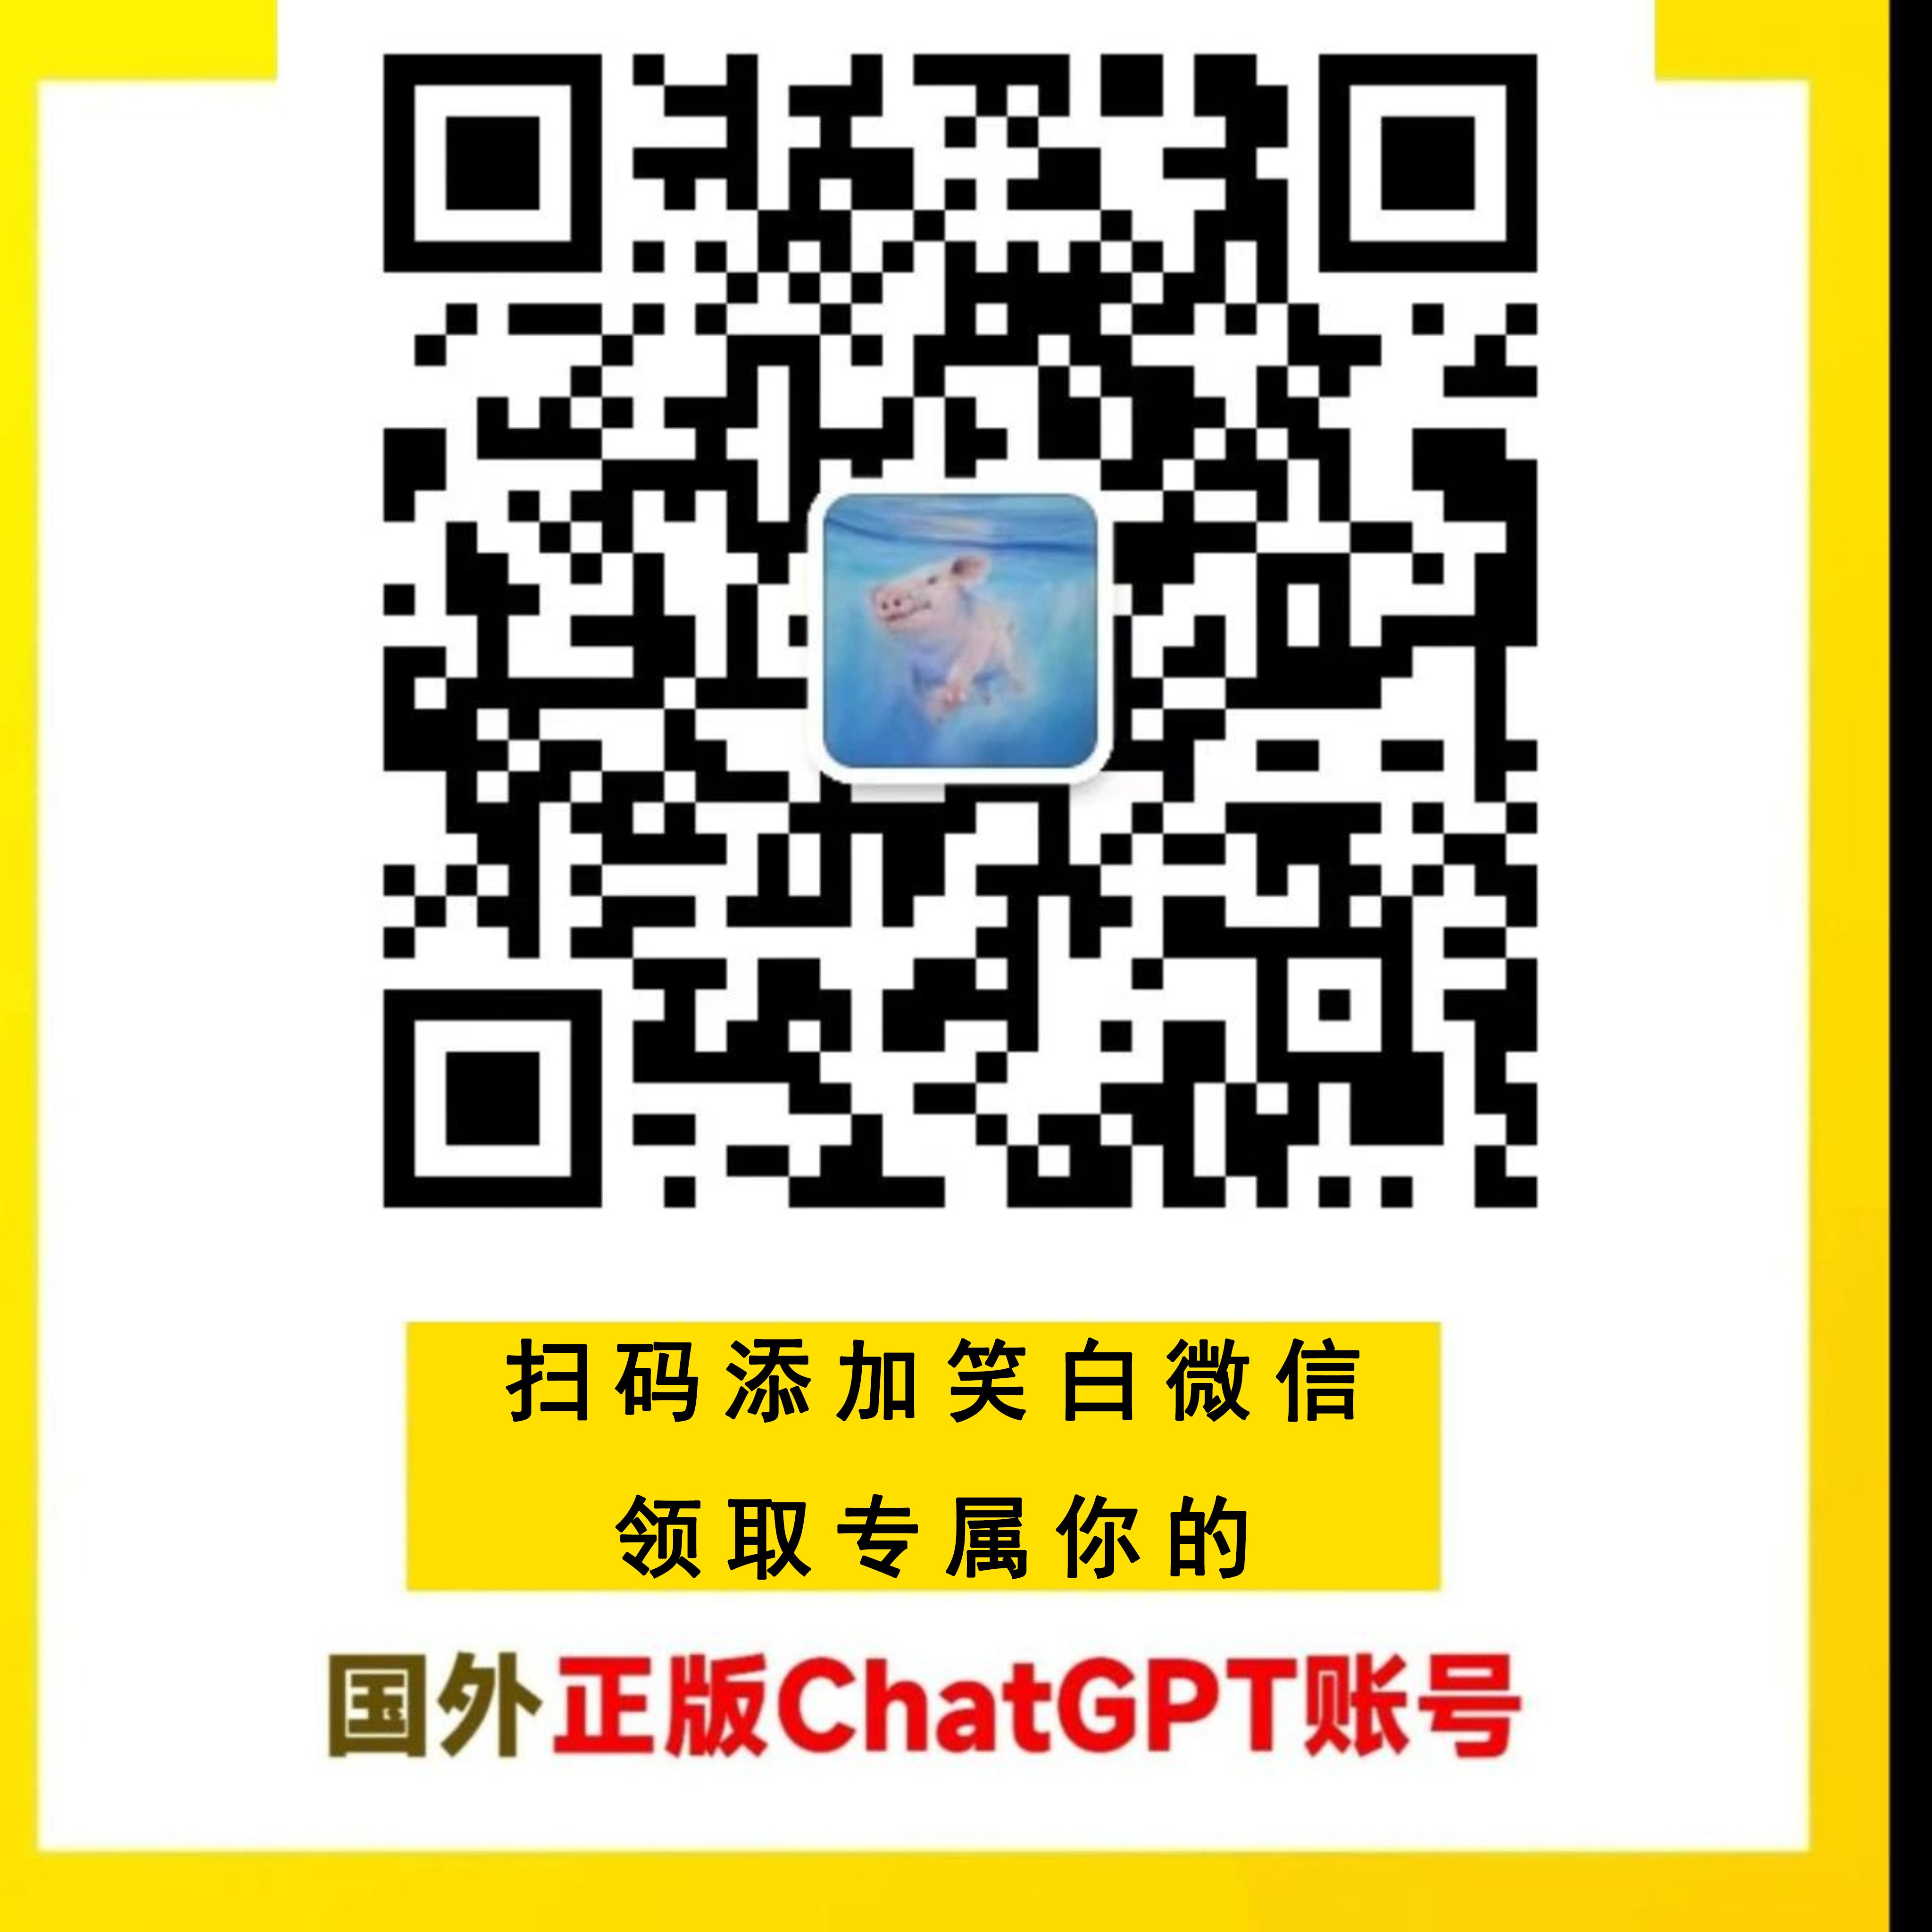 扫码添加笑白微信
领取专属你的
国外正版ChatGPT账号